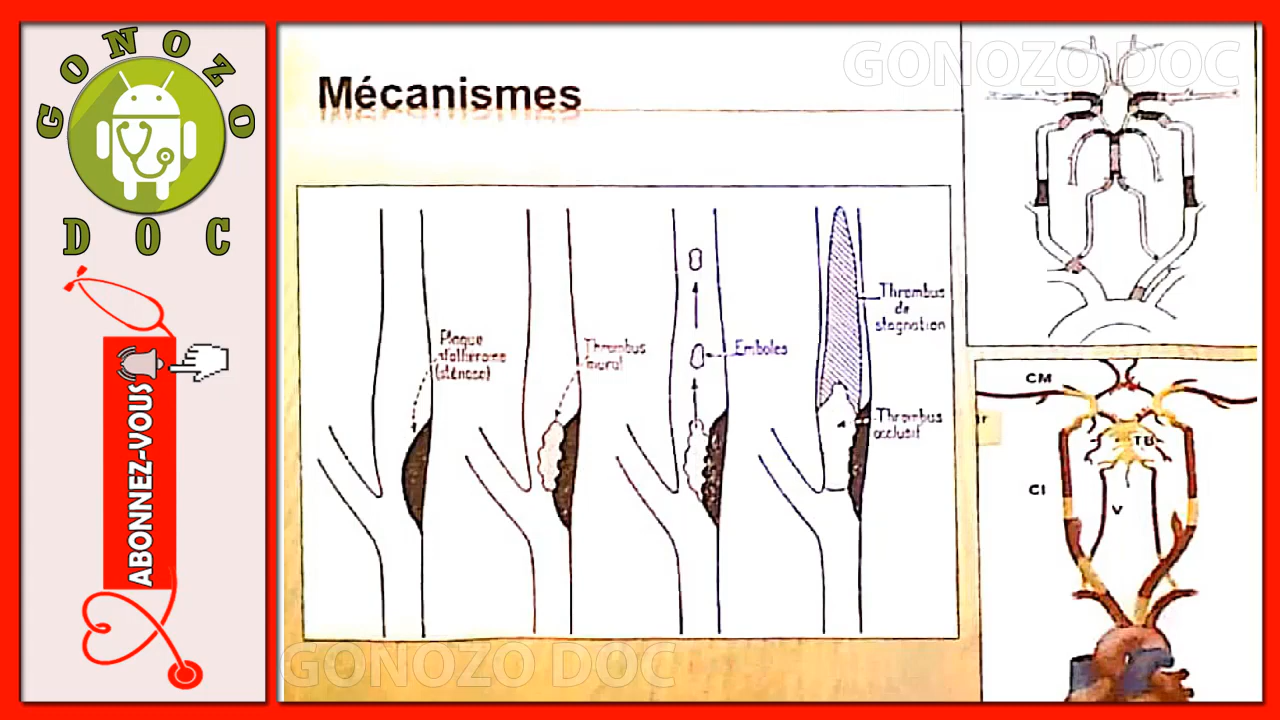 GONOZO
DOC
ABONNEZ-VOUS
GONOZO DOC
Mécanismes
Plaque
d'athérome
(sténose)
Thrombus
mural
Emboles
Thrombus
de
stagnation
Thrombus
occlusif
CM
TB
CI
V
GONOZO DOC